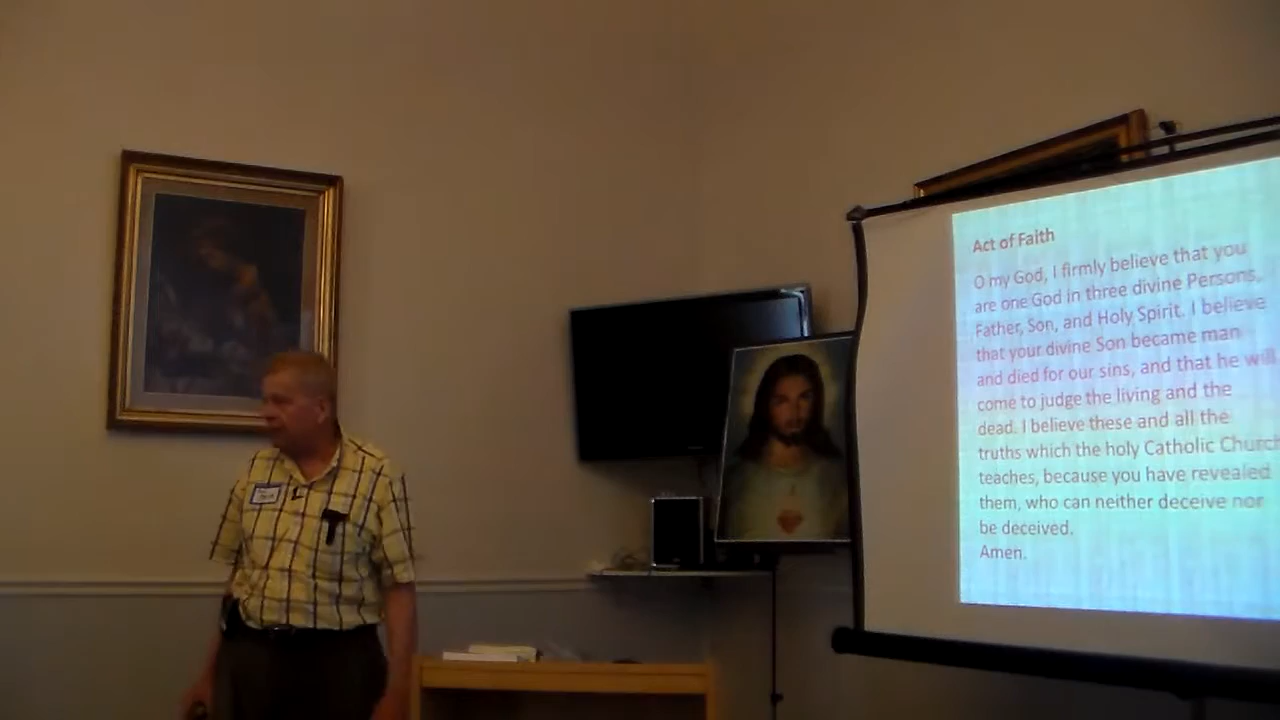 Act of Faith
O my God, I firmly believe that you
are one God in three divine Persons,
Father, Son, and Holy Spirit. I believe
that your divine Son became man
and died for our sins, and that he will
come to judge the living and the
dead. I believe these and all the
truths which the holy Catholic Church
teaches, because you have revealed
them, who can neither deceive nor
be deceived.
Amen.